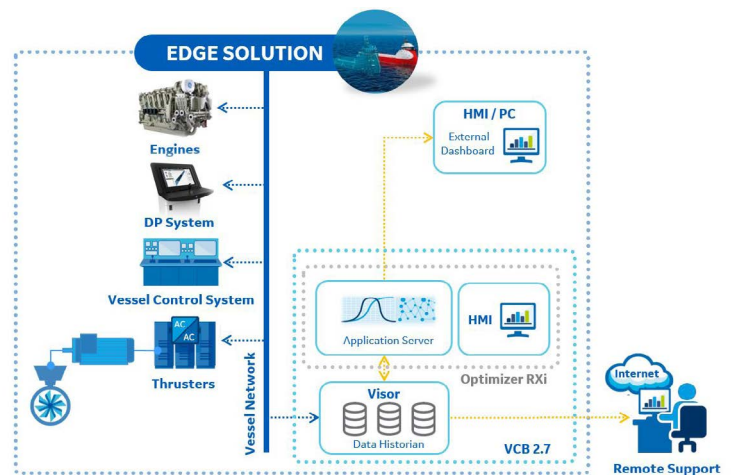 EDGE SOLUTION
Engines
DP System
Vessel Control System
AC
AC
Thrusters
Vessel Network
HMI / PC
External
Dashboard
Application Server
HMI
Optimizer RXi
Visor
Data Historian
VCB 2.7
Internet
Remote Support